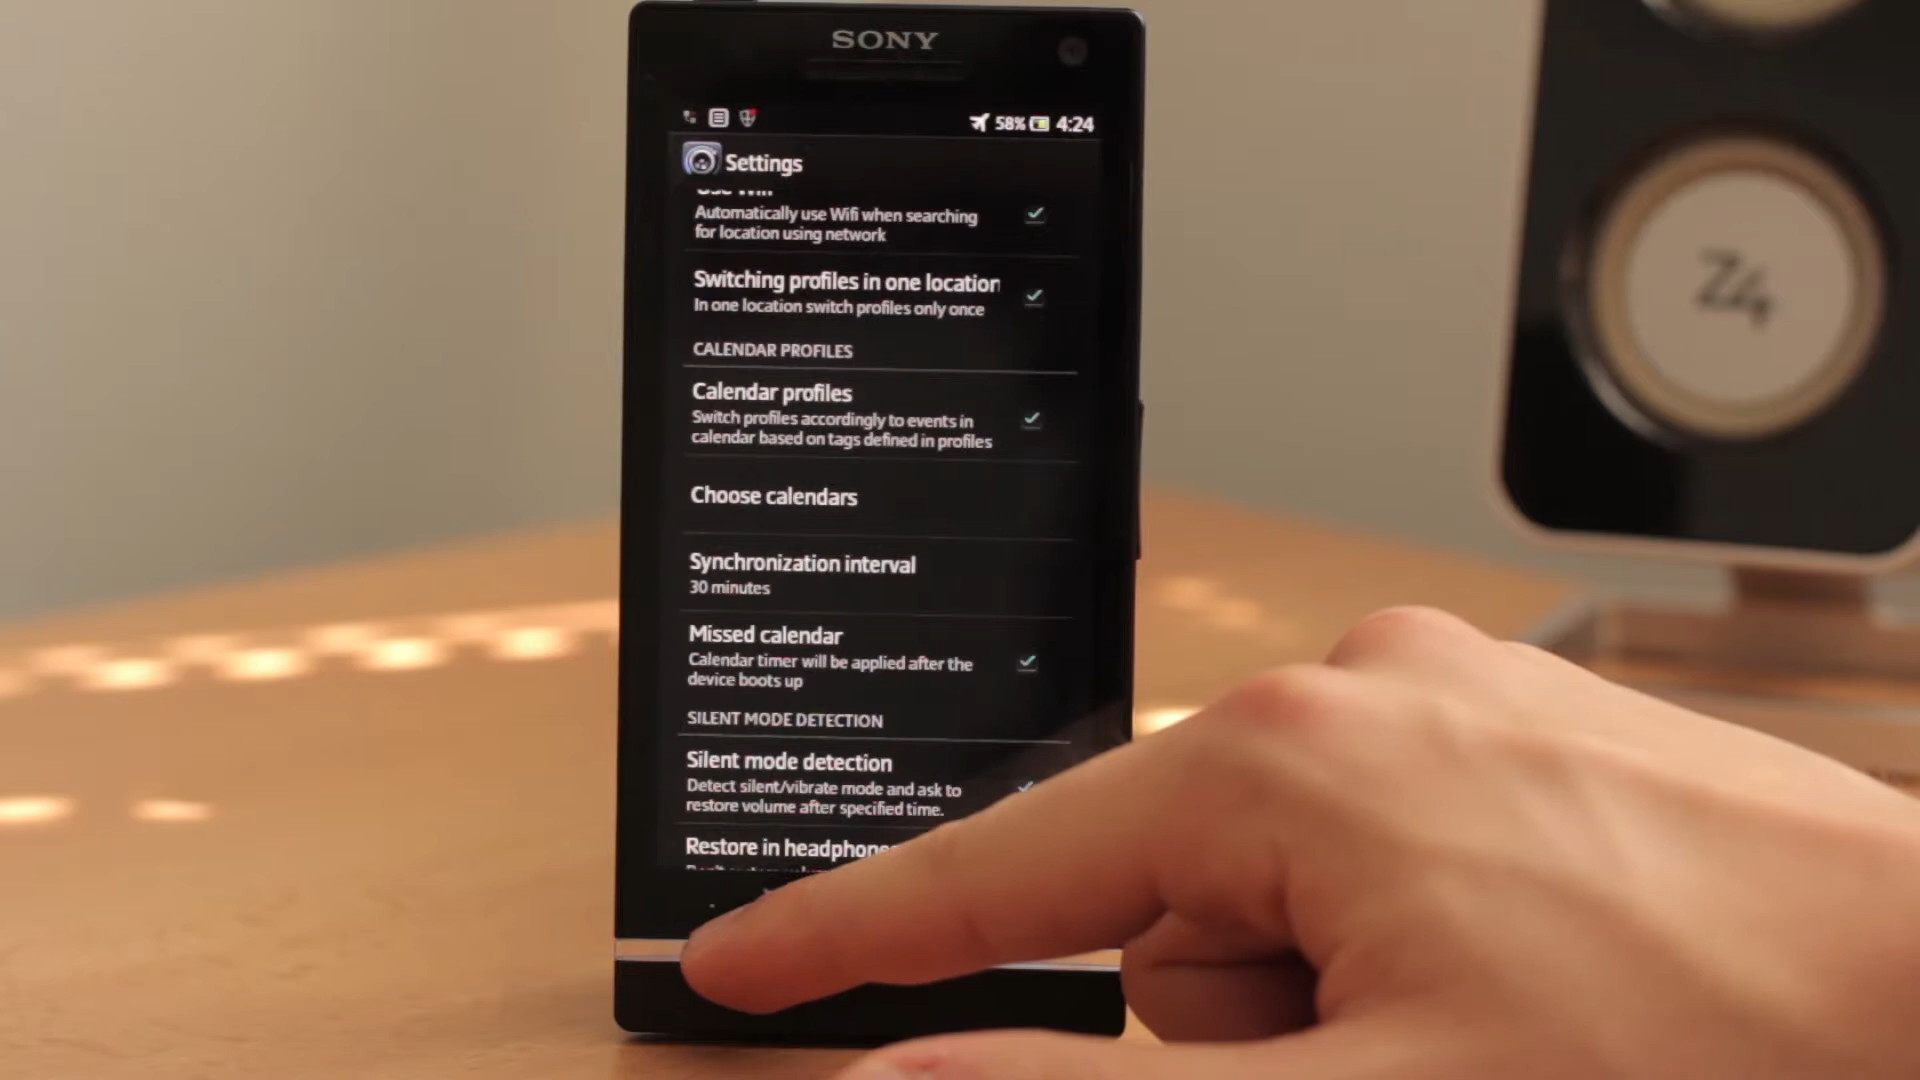 SONY
58% 4:24
Settings
Automatically use Wifi when searching
for location using network
Switching profiles in one location
In one location switch profiles only once
CALENDAR PROFILES
Calendar profiles
Switch profiles accordingly to events in
calendar based on tags defined in profiles
Choose calendars
Synchronization interval
30 minutes
Missed calendar
Calendar timer will be applied after the
device boots up
SILENT MODE DETECTION
Silent mode detection
Detect silent/vibrate mode and ask to
restore volume after specified time.
Restore in headphone
Z4